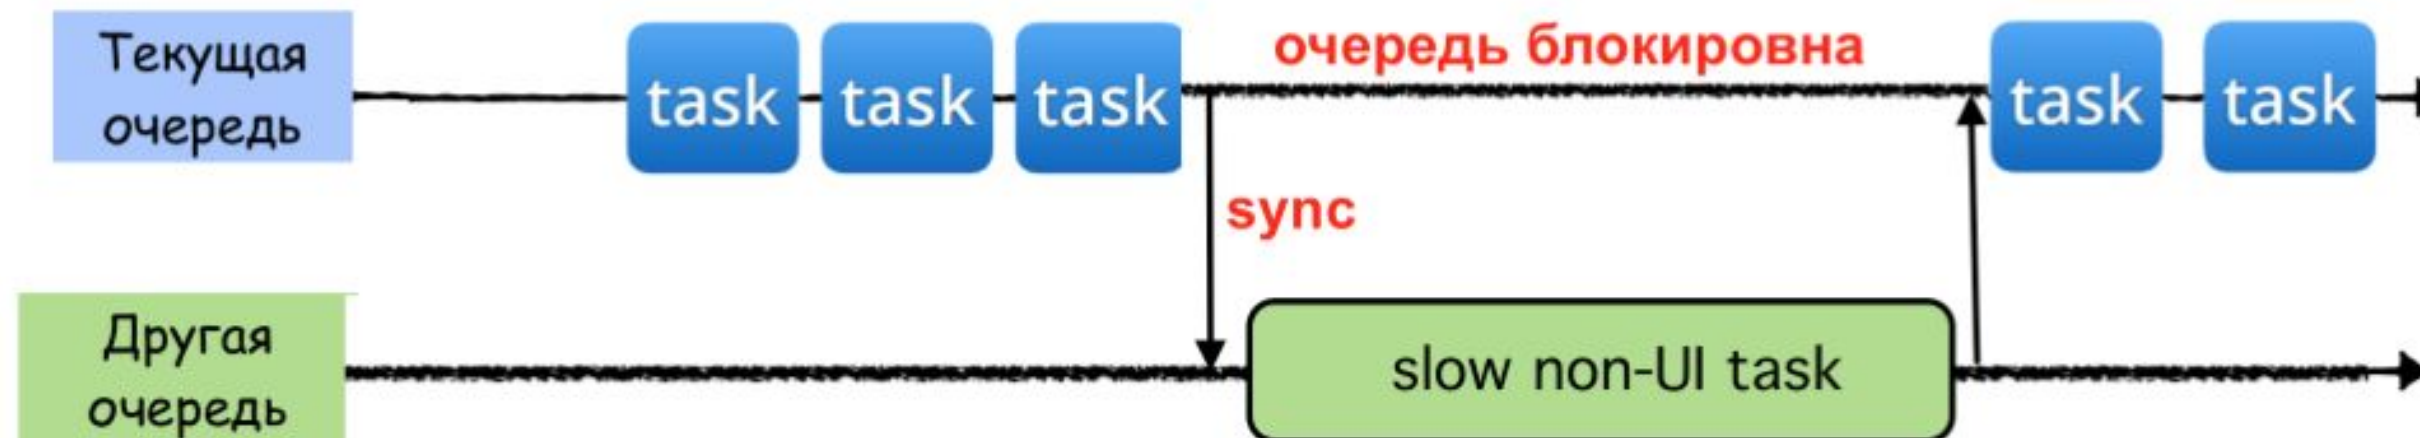 Текущая
очередь
task
task
task
очередь блокировна
task
task
sync
Другая
очередь
slow non-UI task